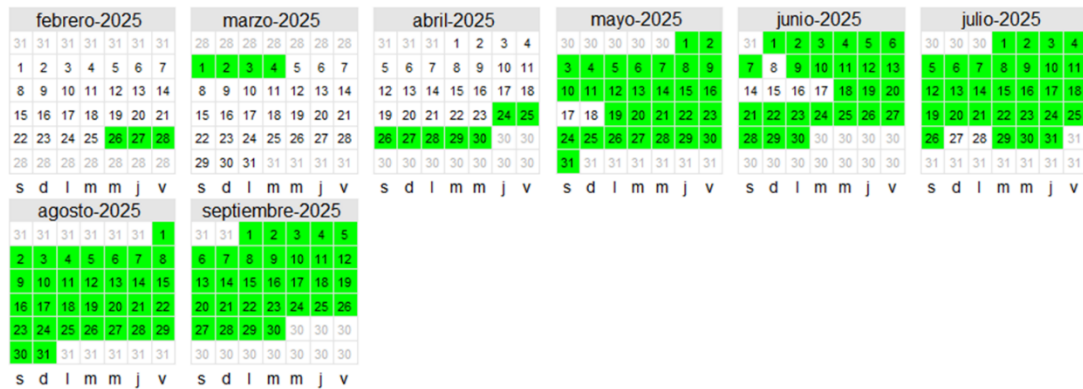 febrero-2025
31 31 31 31 31 31 31
1 2 3 4 5 6 7
8 9 10 11 12 13 14
15 16 17 18 19 20 21
22 23 24 25 26 27 28
28 28 28 28 28 28 28
s d l m m j v
marzo-2025
28 28 28 28 28 28 28
1 2 3 4 5 6 7
8 9 10 11 12 13 14
15 16 17 18 19 20 21
22 23 24 25 26 27 28
29 30 31 31 31 31 31
s d l m m j v
abril-2025
31 31 31 1 2 3 4
5 6 7 8 9 10 11
12 13 14 15 16 17 18
19 20 21 22 23 24 25
26 27 28 29 30 30 30
30 30 30 30 30 30 30
s d l m m j v
mayo-2025
30 30 30 30 30 1 2
3 4 5 6 7 8 9
10 11 12 13 14 15 16
17 18 19 20 21 22 23
24 25 26 27 28 29 30
31 31 31 31 31 31 31
s d l m m j v
junio-2025
31 1 2 3 4 5 6
7 8 9 10 11 12 13
14 15 16 17 18 19 20
21 22 23 24 25 26 27
28 29 30 30 30 30 30
30 30 30 30 30 30 30
s d l m m j v
julio-2025
30 30 30 1 2 3 4
5 6 7 8 9 10 11
12 13 14 15 16 17 18
19 20 21 22 23 24 25
26 27 28 29 30 31 31
31 31 31 31 31 31 31
s d l m m j v
agosto-2025
31 31 31 31 31 31 1
2 3 4 5 6 7 8
9 10 11 12 13 14 15
16 17 18 19 20 21 22
23 24 25 26 27 28 29
30 31 31 31 31 31 31
s d l m m j v
septiembre-2025
31 31 1 2 3 4 5
6 7 8 9 10 11 12
13 14 15 16 17 18 19
20 21 22 23 24 25 26
27 28 29 30 30 30 30
30 30 30 30 30 30 30
s d l m m j v